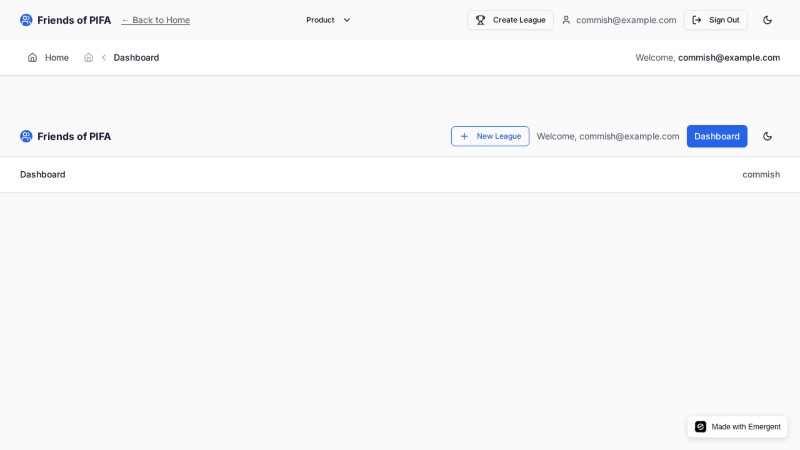 Friends of PIFA ← Back to Home Product Create League commish@example.com Sign Out
Home Dashboard Welcome, commish@example.com
Friends of PIFA New League Welcome, commish@example.com Dashboard
Dashboard commish
Made with Emergent